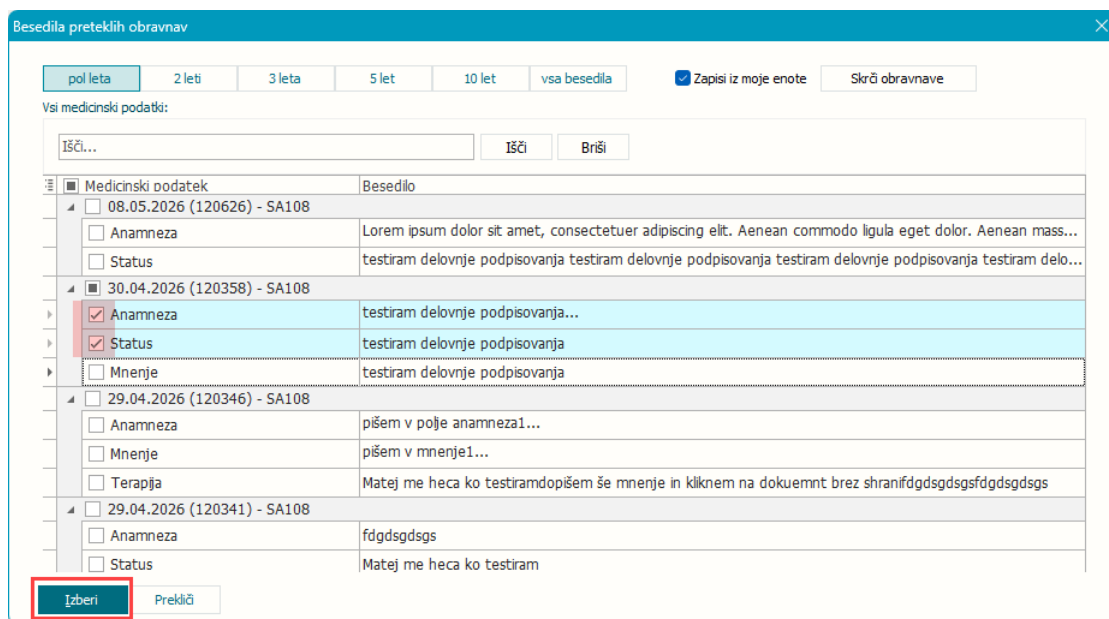 Besedila preteklih obravnav
pol leta 2 leti 3 leta 5 let 10 let vsa besedila Zapisi iz moje enote Skrči obravnave
Vsi medicinski podatki:
Išči... Išči Briši
Medicinski podatek Besedilo
08.05.2026 (120626) - SA108
Anamneza Lorem ipsum dolor sit amet, consectetuer adipiscing elit. Aenean commodo ligula eget dolor. Aenean mass...
Status testiram delovnje podpisovanja testiram delovnje podpisovanja testiram delovnje podpisovanja testiram delo...
30.04.2026 (120358) - SA108
Anamneza testiram delovnje podpisovanja...
Status testiram delovnje podpisovanja
Mnenje testiram delovnje podpisovanja
29.04.2026 (120346) - SA108
Anamneza pišem v polje anamneza1...
Mnenje pišem v mnenje1...
Terapija Matej me heca ko testiramdopišem še mnenje in kliknem na dokuemnt brez shranifdgdsgdsgsfdgdsgdsgs
29.04.2026 (120341) - SA108
Anamneza fdgdsgdsgs
Status Matej me heca ko testiram
Izberi Prekliči